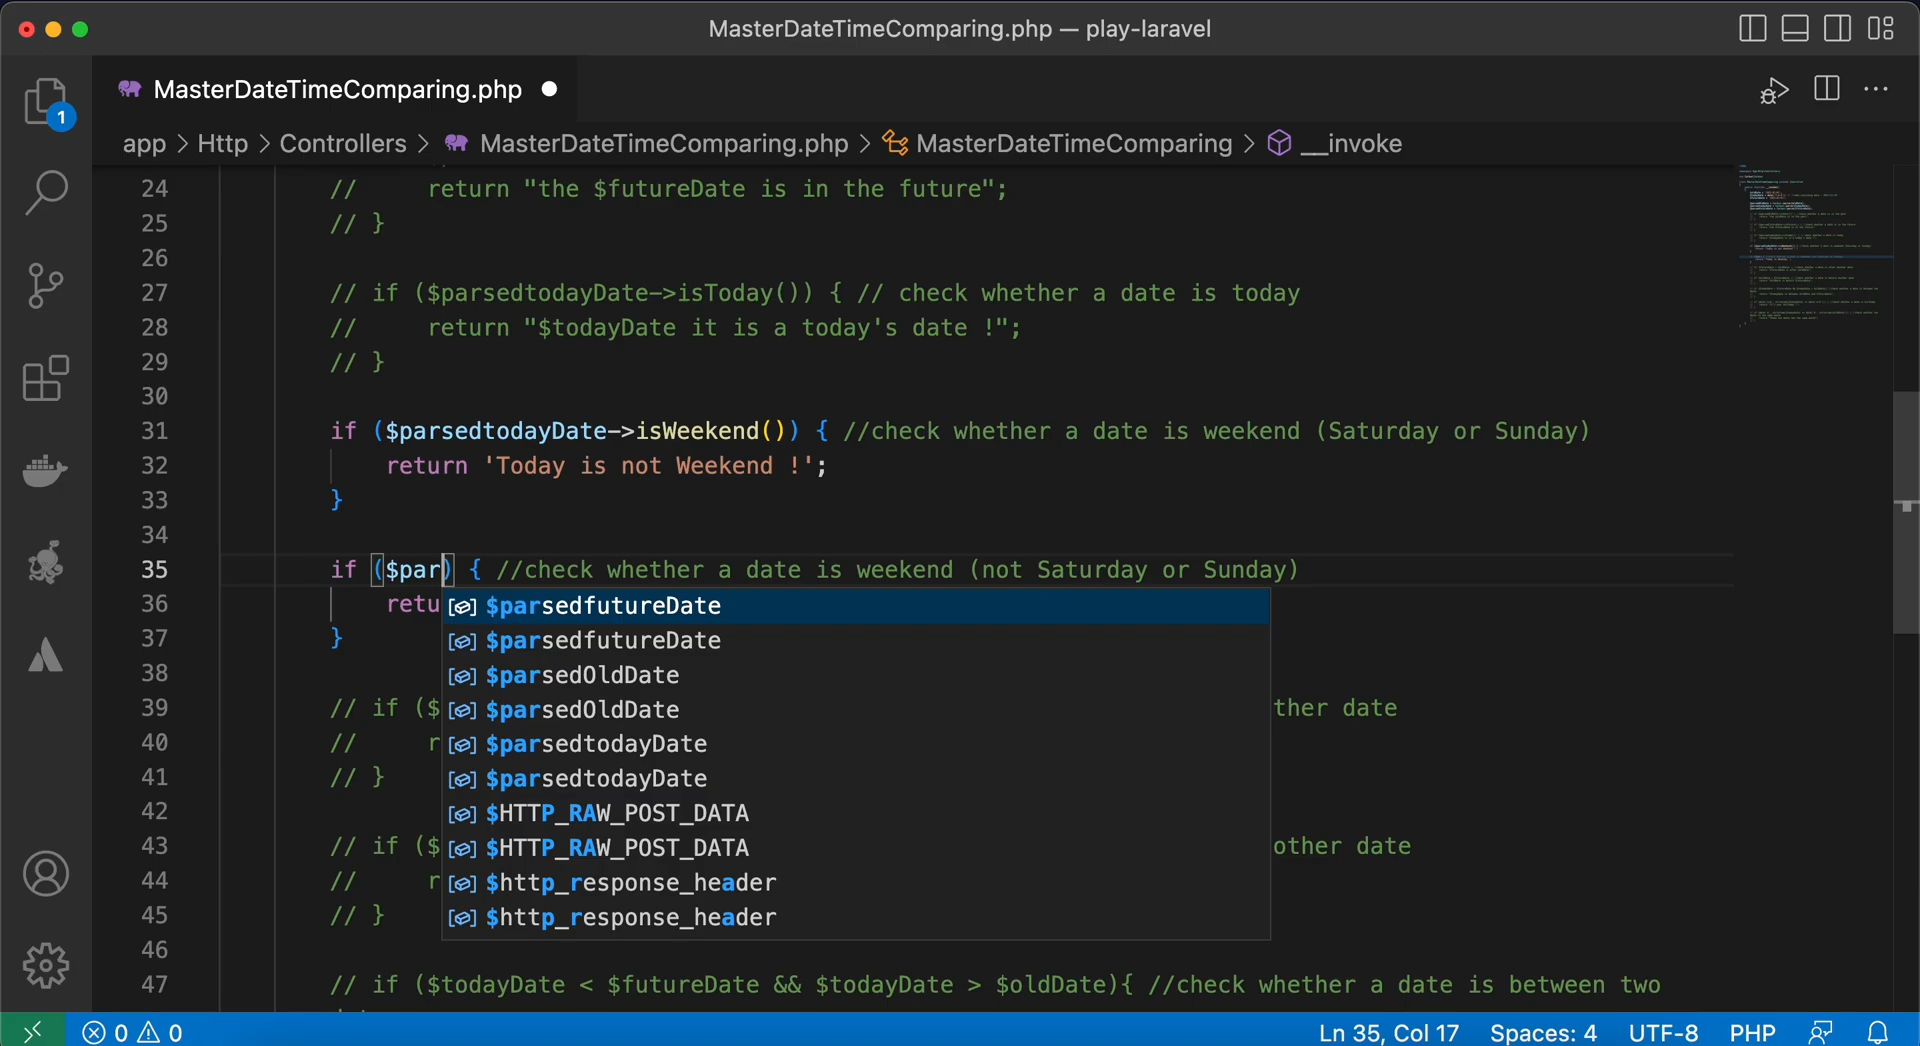 MasterDateTimeComparing.php — play-laravel
MasterDateTimeComparing.php
1
app > Http > Controllers > MasterDateTimeComparing.php > MasterDateTimeComparing > __invoke
24 //     return "the $futureDate is in the future";
25 // }
26
27 // if ($parsedtodayDate->isToday()) { // check whether a date is today
28 //     return "$todayDate it is a today's date !";
29 // }
30
31 if ($parsedtodayDate->isWeekend()) { //check whether a date is weekend (Saturday or Sunday)
32     return 'Today is not Weekend !';
33 }
34
35 if ($par) { //check whether a date is weekend (not Saturday or Sunday)
36     retu
$parsedfutureDate
37 }
$parsedfutureDate
38
$parsedOldDate
39 // if ($
$parsedOldDate
ther date
40 //     r
$parsedtodayDate
41 // }
$parsedtodayDate
42
$HTTP_RAW_POST_DATA
43 // if ($
$HTTP_RAW_POST_DATA
other date
44 //     r
$http_response_header
45 // }
$http_response_header
46
47 // if ($todayDate < $futureDate && $todayDate > $oldDate){ //check whether a date is between two
0 0
Ln 35, Col 17 Spaces: 4 UTF-8 PHP